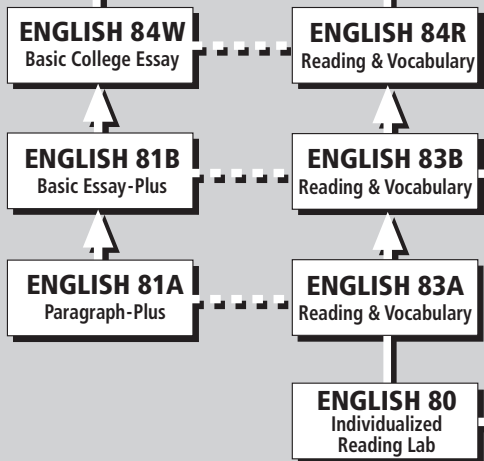 ENGLISH 84W
Basic College Essay
ENGLISH 84R
Reading & Vocabulary
ENGLISH 81B
Basic Essay-Plus
ENGLISH 83B
Reading & Vocabulary
ENGLISH 81A
Paragraph-Plus
ENGLISH 83A
Reading & Vocabulary
ENGLISH 80
Individualized
Reading Lab